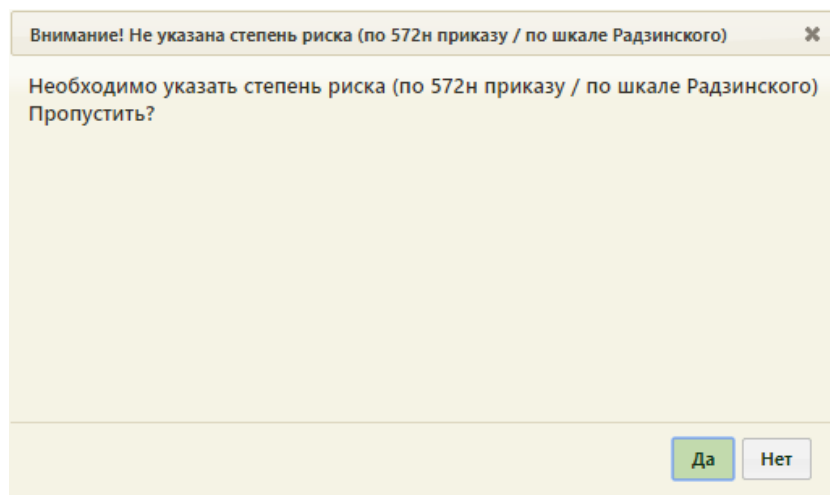 Внимание! Не указана степень риска (по 572н приказу / по шкале Радзинского)
Необходимо указать степень риска (по 572н приказу / по шкале Радзинского)
Пропустить?
Да Нет